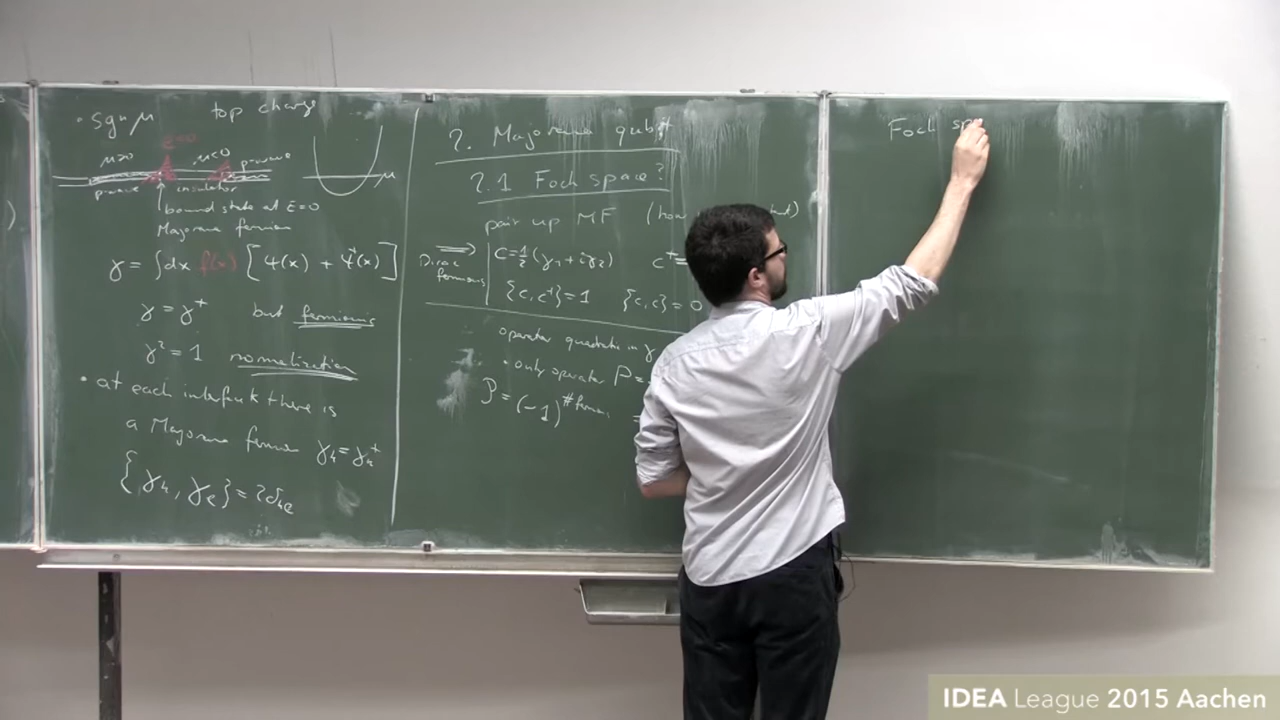 • sgn μ top charge
E=0
μ>0 μ<0 p-wave
p-wave insulator μ
bound state at E=0
Majorana fermion
γ = ∫dx f(x) [Ψ(x) + Ψ⁺(x)]
γ = γ⁺ but fermionic
γ² = 1 normalization
• at each interface there is
a Majorana fermion γₖ = γₖ⁺
{γₖ, γₑ} = 2δₖₑ
2. Majorana qubit
2.1 Fock space?
pair up MF
⇒ Dirac fermions
c = ½(γ₁ + iγ₂) c⁺=
{c, c⁺} = 1 {c, c} = 0
operator quadratic in γ
• only operator P =
P = (-1)^#fermi =
Fock sp
IDEA League 2015 Aachen